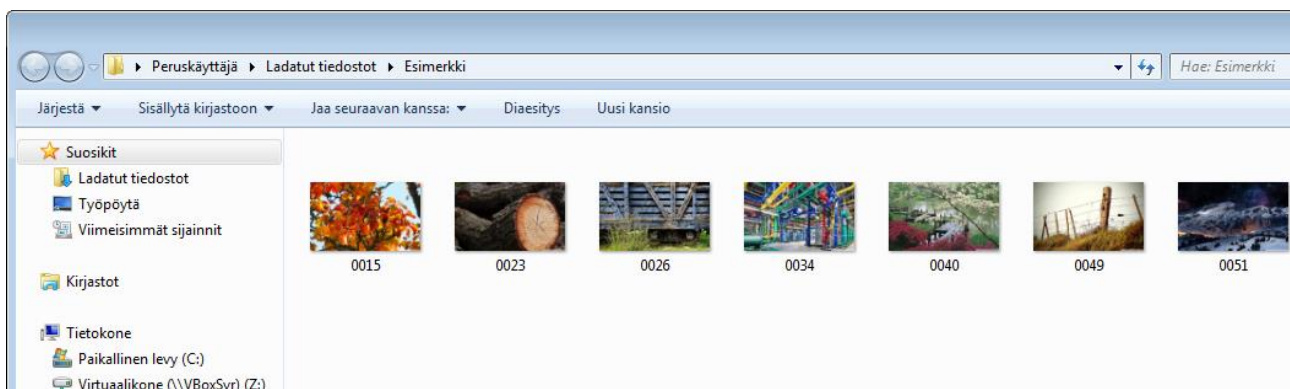 Peruskäyttäjä Ladatut tiedostot Esimerkki Hae: Esimerkki
Järjestä Sisällytä kirjastoon Jaa seuraavan kanssa: Diaesitys Uusi kansio
Suosikit
Ladatut tiedostot
Työpöytä
Viimeisimmät sijainnit
Kirjastot
Tietokone
Paikallinen levy (C:)
Virtuaalikone (\\VBoxSvr) (Z:)
0015 0023 0026 0034 0040 0049 0051